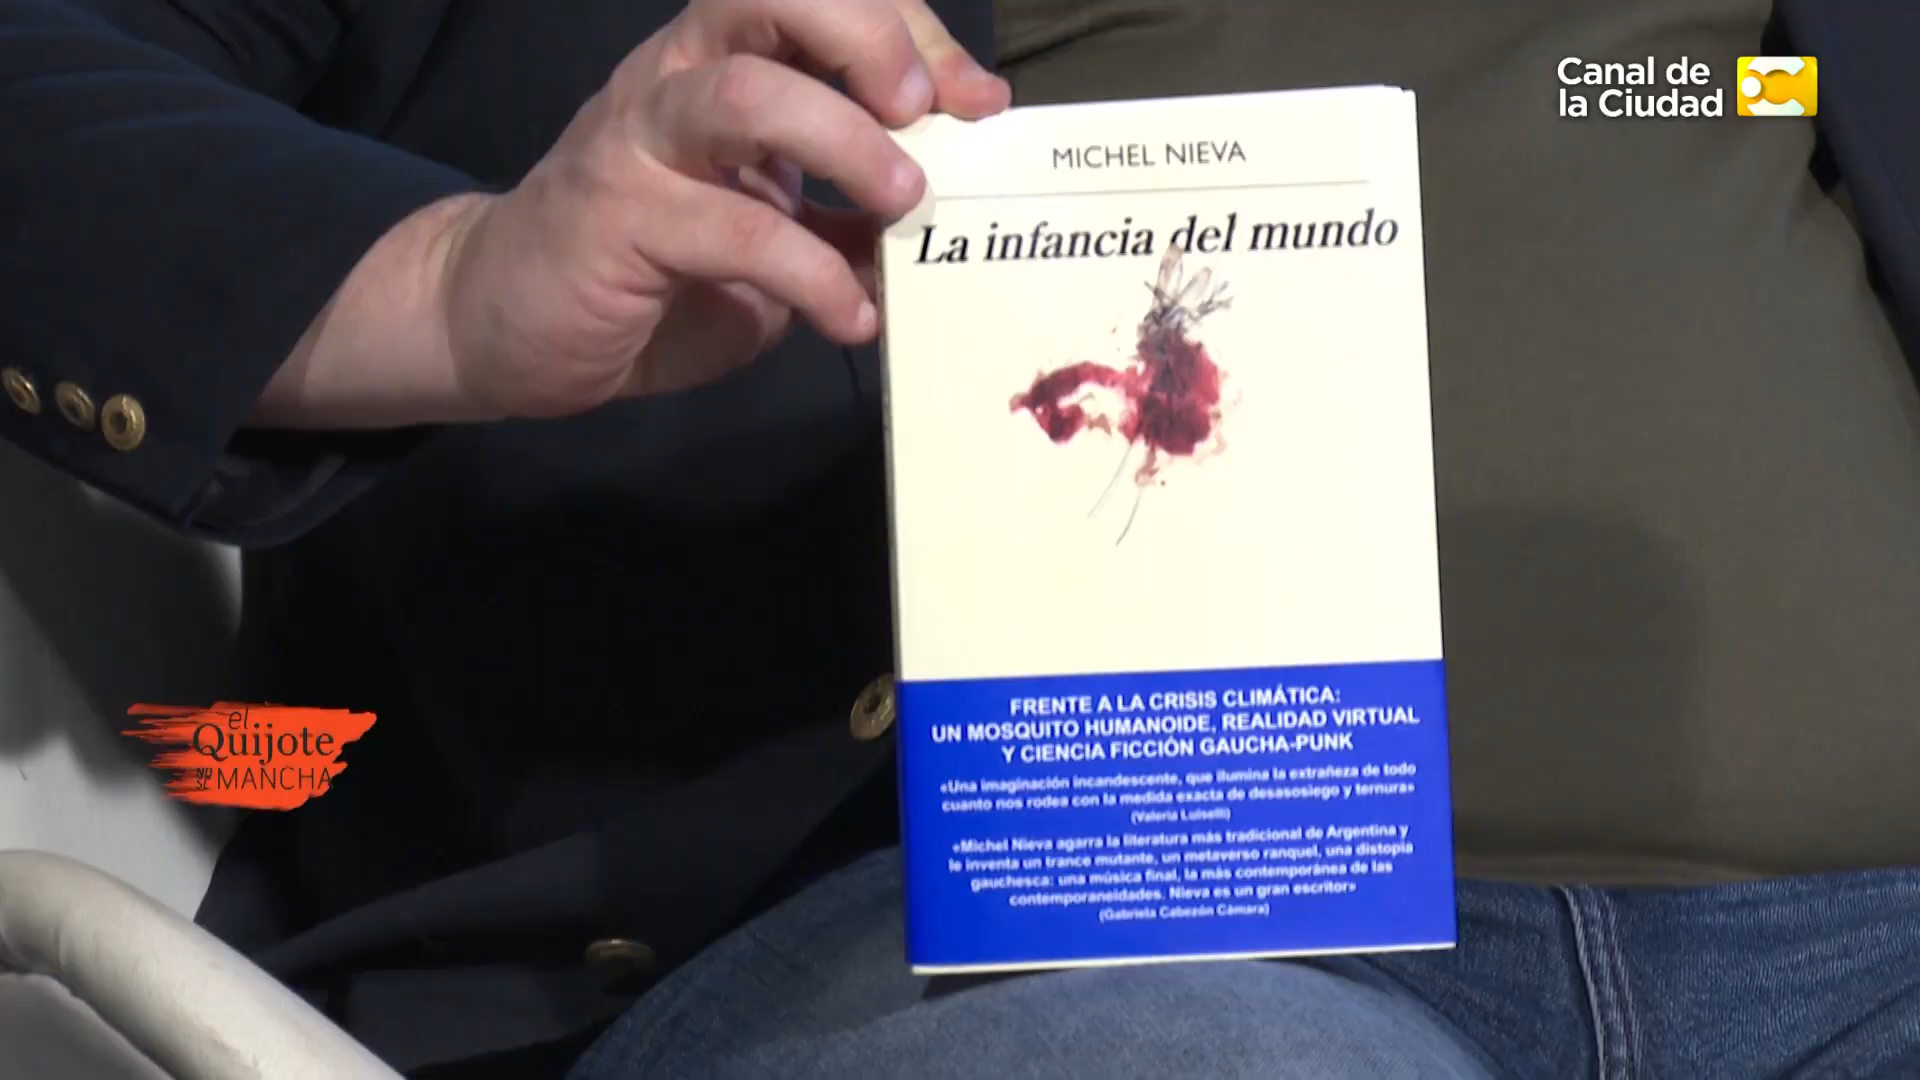 Canal de
la Ciudad
MICHEL NIEVA
La infancia del mundo
FRENTE A LA CRISIS CLIMÁTICA:
UN MOSQUITO HUMANOIDE, REALIDAD VIRTUAL
Y CIENCIA FICCIÓN GAUCHA-PUNK
«Una imaginación incandescente, que ilumina la extrañeza de todo
cuanto nos rodea con la medida exacta de desasosiego y ternura»
(Valeria Luiselli)
«Michel Nieva agarra la literatura más tradicional de Argentina y
le inventa un trance mutante, un metaverso ranquel, una distopía
gauchesca: una música final, la más contemporánea de las
contemporaneidades. Nieva es un gran escritor»
(Gabriela Cabezón Cámara)
el
Quijote
NO SE MANCHA